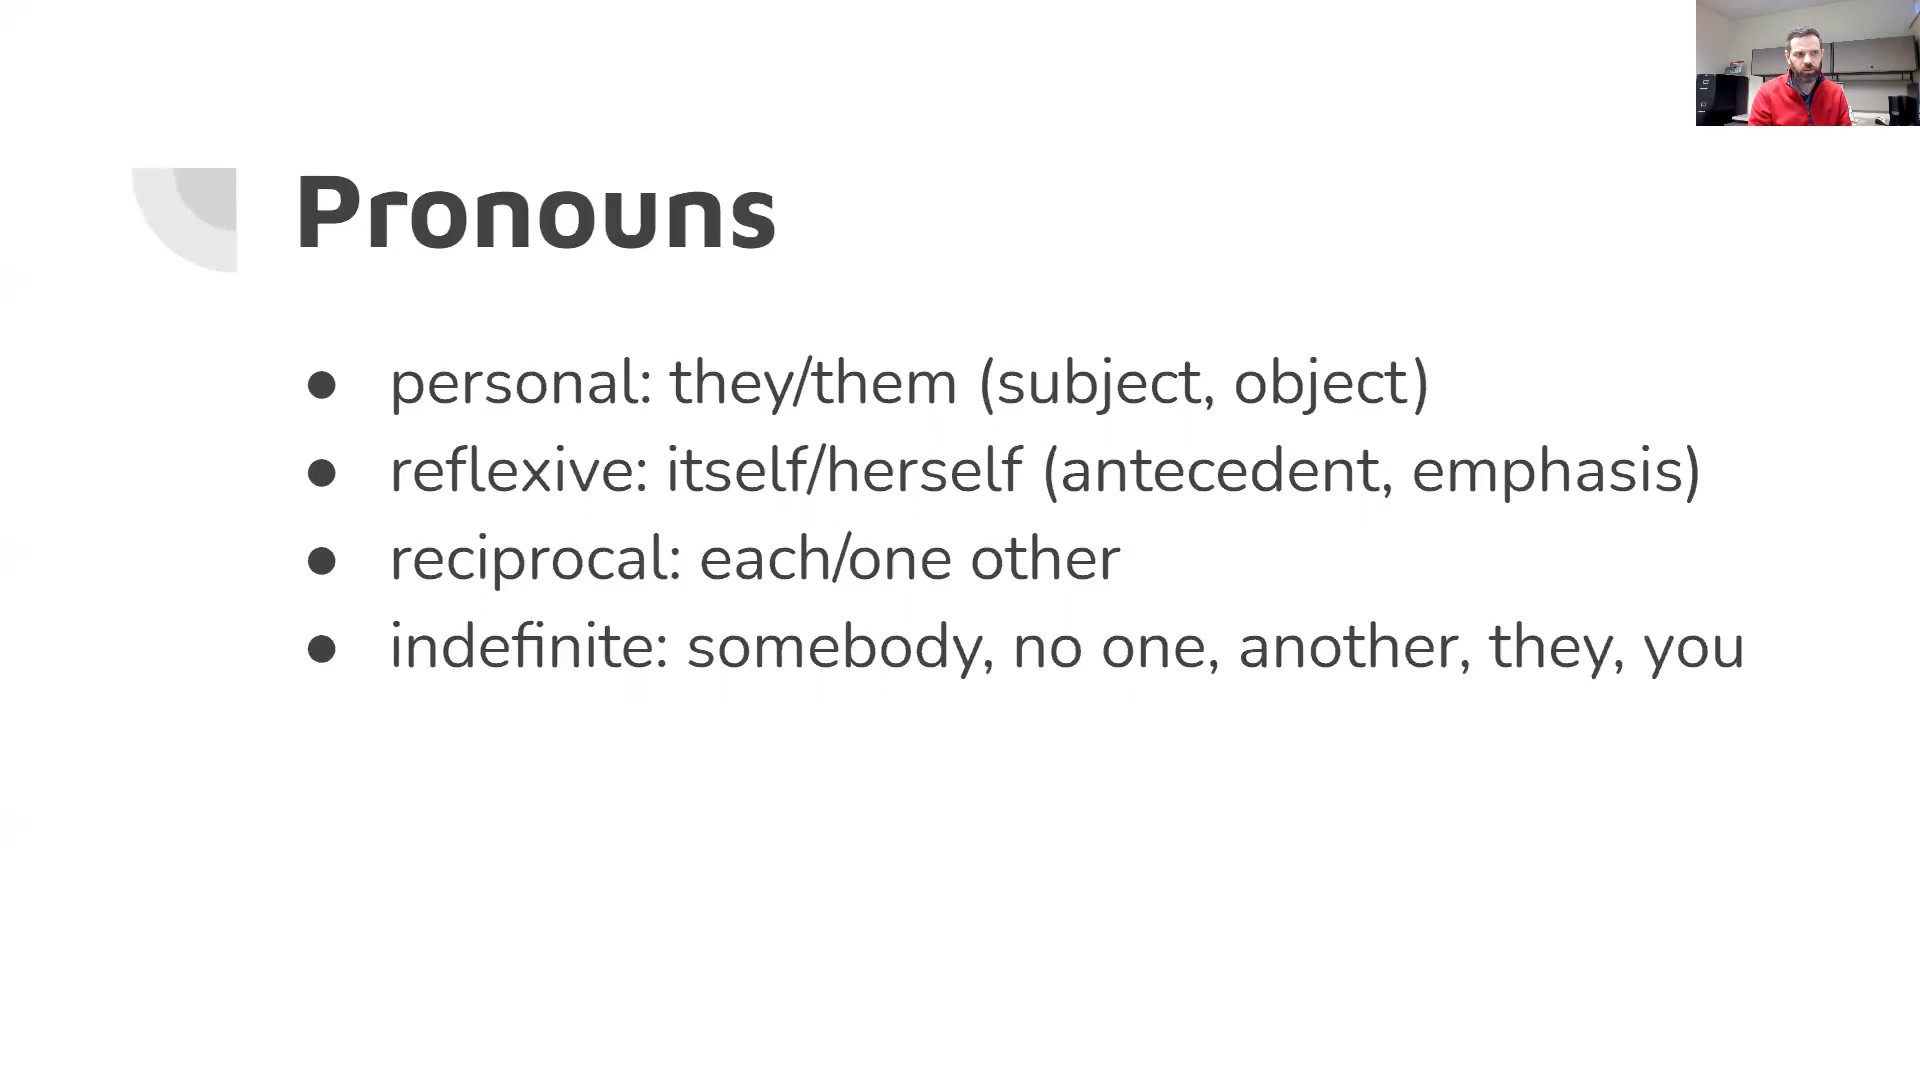 Pronouns
● personal: they/them (subject, object)
● reflexive: itself/herself (antecedent, emphasis)
● reciprocal: each/one other
● indefinite: somebody, no one, another, they, you